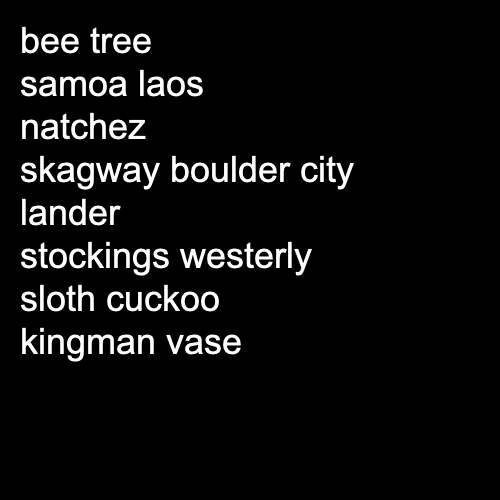 bee tree
samoa laos
natchez
skagway boulder city
lander
stockings westerly
sloth cuckoo
kingman vase